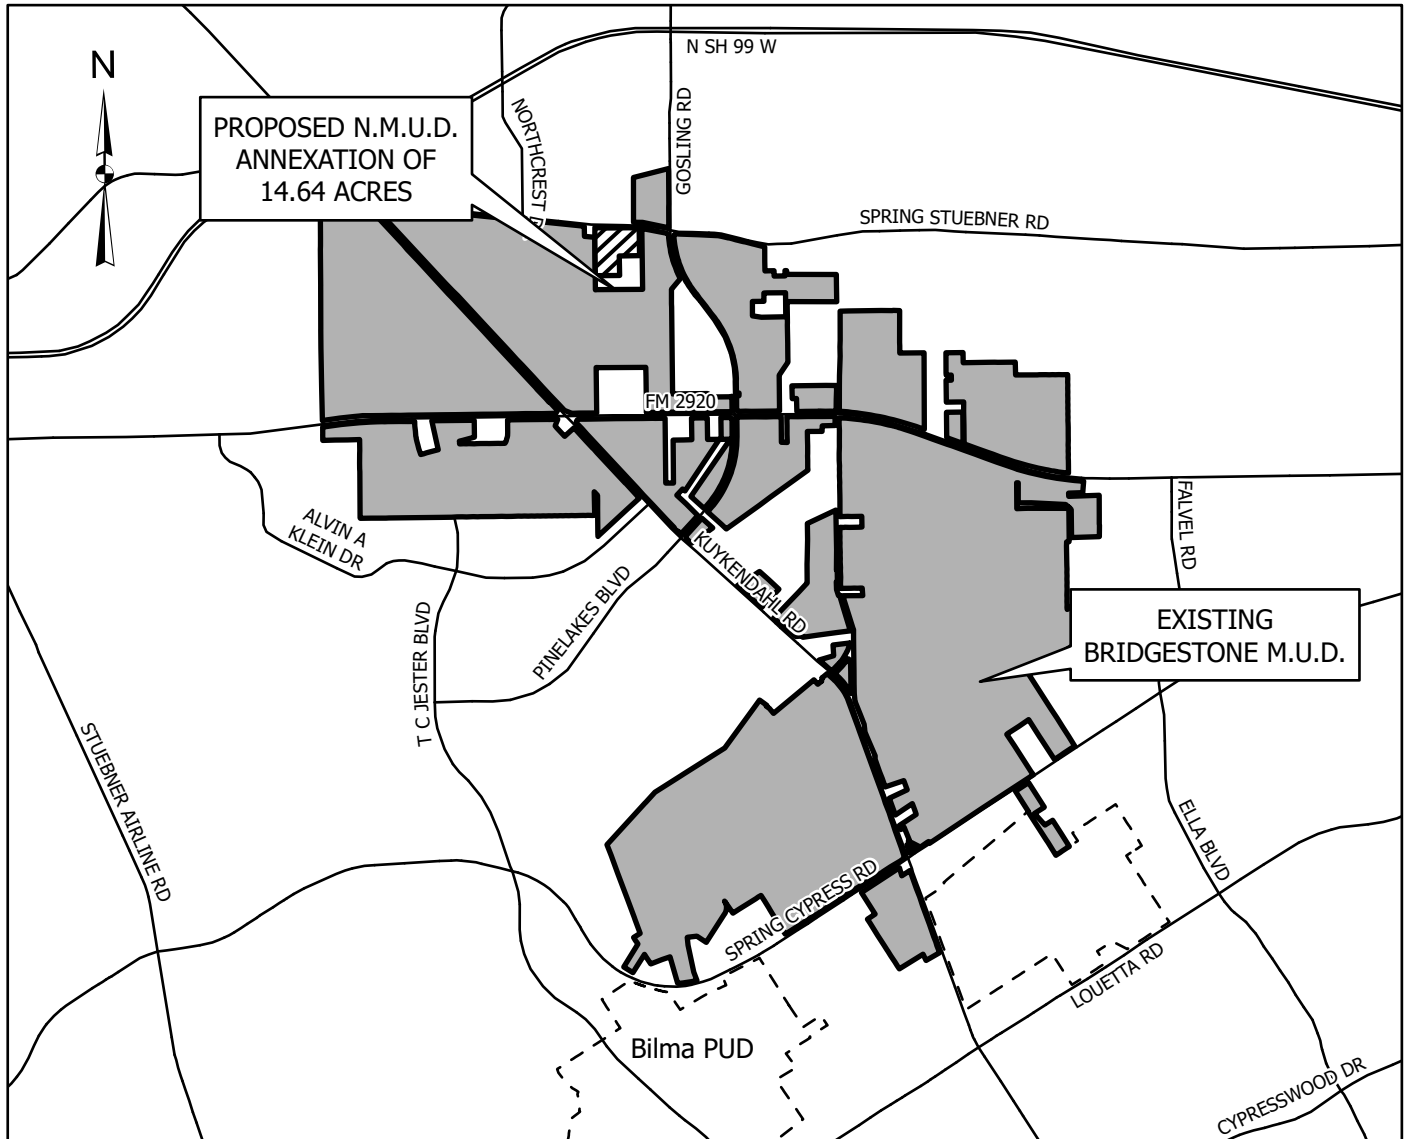 N SH 99 W
N
GOSLING RD
NORTHCREST D
PROPOSED N.M.U.D.
ANNEXATION OF
14.64 ACRES
SPRING STUEBNER RD
FM 2920
ALVIN A
KLEIN DR
FALVEL RD
KUYKENDAHL RD
PINELAKES BLVD
T C JESTER BLVD
EXISTING
BRIDGESTONE M.U.D.
STUEBNER AIRLINE RD
ELLA BLVD
SPRING CYPRESS RD
LOUETTA RD
Bilma PUD
CYPRESSWOOD DR